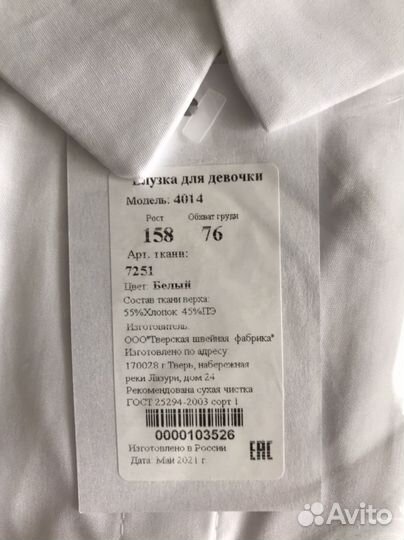 Блузка для девочки
Модель: 4014
Рост Обхват груди
158 76
Арт. ткани:
7251
Цвет: Белый
Состав ткани верха:
55%Хлопок 45%ПЭ
Изготовитель:
ООО"Тверская швейная фабрика"
Изготовлено по адресу:
170028 г Тверь, набережная
реки Лазури, дом 24
Рекомендована сухая чистка
ГОСТ 25294-2003 сорт 1
0000103526
Изготовлено в России
Дата: Май 2021 г.
EAC
Avito